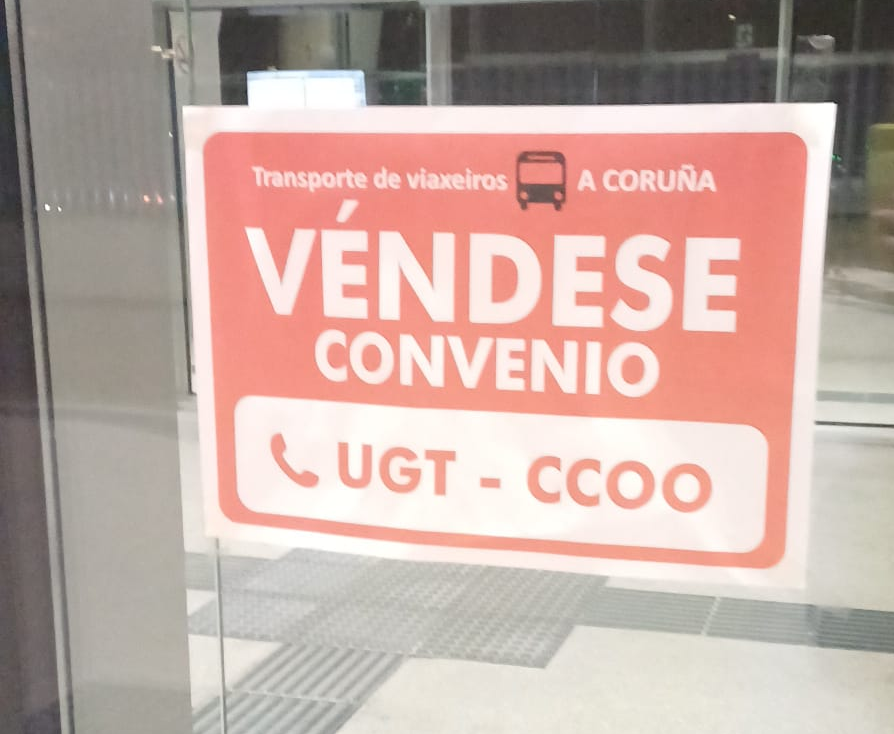 Transporte de viaxeiros A CORUÑA
VÉNDESE
CONVENIO
UGT - CCOO